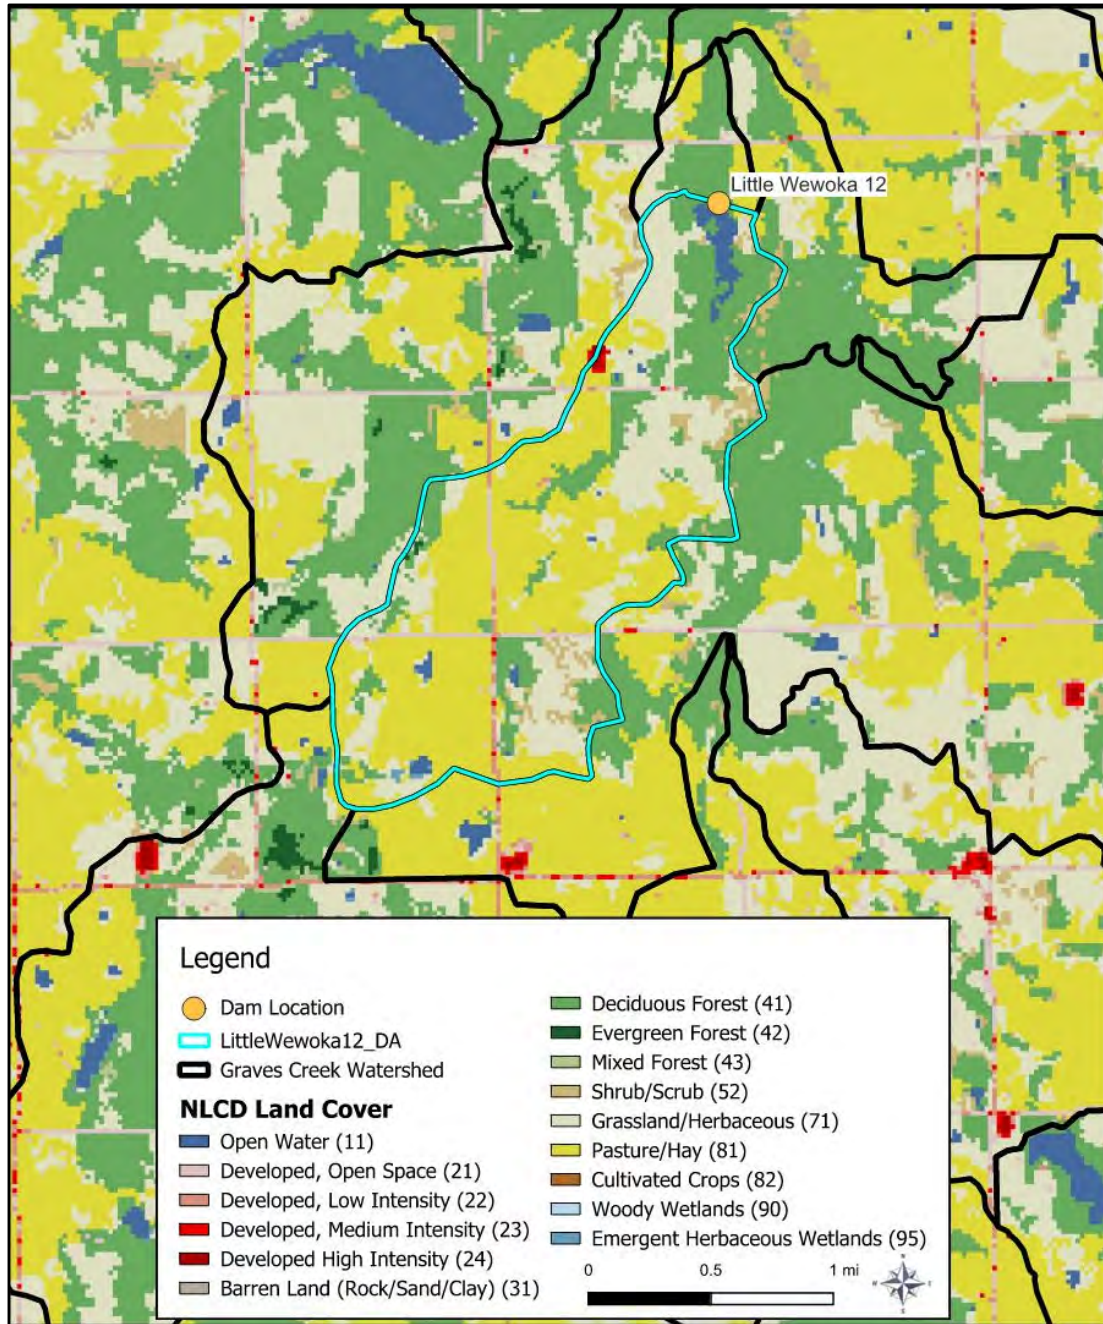 Little Wewoka 12
Legend
Dam Location
LittleWewoka12_DA
Graves Creek Watershed
NLCD Land Cover
Open Water (11)
Developed, Open Space (21)
Developed, Low Intensity (22)
Developed, Medium Intensity (23)
Developed High Intensity (24)
Barren Land (Rock/Sand/Clay) (31)
Deciduous Forest (41)
Evergreen Forest (42)
Mixed Forest (43)
Shrub/Scrub (52)
Grassland/Herbaceous (71)
Pasture/Hay (81)
Cultivated Crops (82)
Woody Wetlands (90)
Emergent Herbaceous Wetlands (95)
0 0.5 1 mi